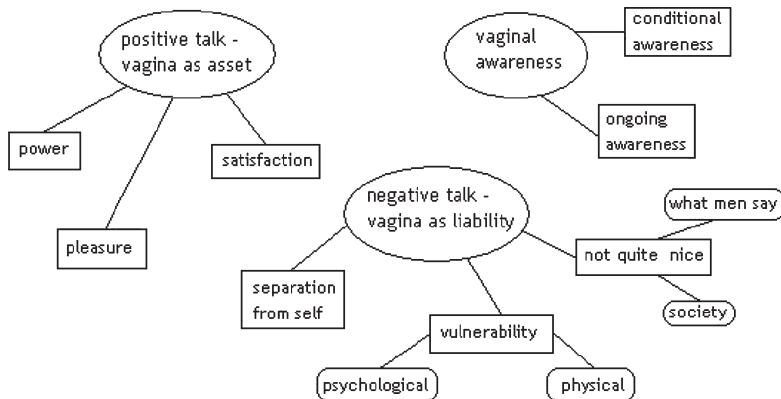 positive talk -
vagina as asset
power
pleasure
satisfaction
vaginal
awareness
conditional
awareness
ongoing
awareness
negative talk -
vagina as liability
separation
from self
vulnerability
psychological
physical
not quite nice
what men say
society